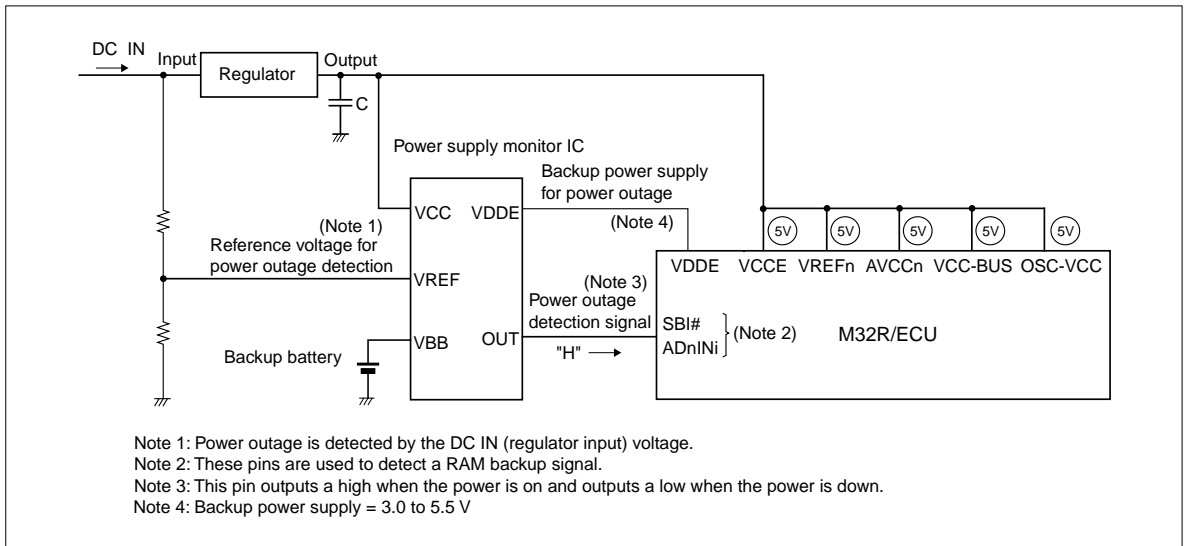 DC IN
Input
Regulator
Output
C
Power supply monitor IC
Backup power supply
for power outage
(Note 1)
VCC
VDDE
(Note 4)
5V
5V
5V
5V
5V
Reference voltage for
power outage detection
VREF
VDDE
VCCE
VREFn
AVCCn
VCC-BUS
OSC-VCC
(Note 3)
Power outage
detection signal
SBI#
ADnINi
(Note 2)
M32R/ECU
VBB
OUT
Backup battery
"H"
Note 1: Power outage is detected by the DC IN (regulator input) voltage.
Note 2: These pins are used to detect a RAM backup signal.
Note 3: This pin outputs a high when the power is on and outputs a low when the power is down.
Note 4: Backup power supply = 3.0 to 5.5 V